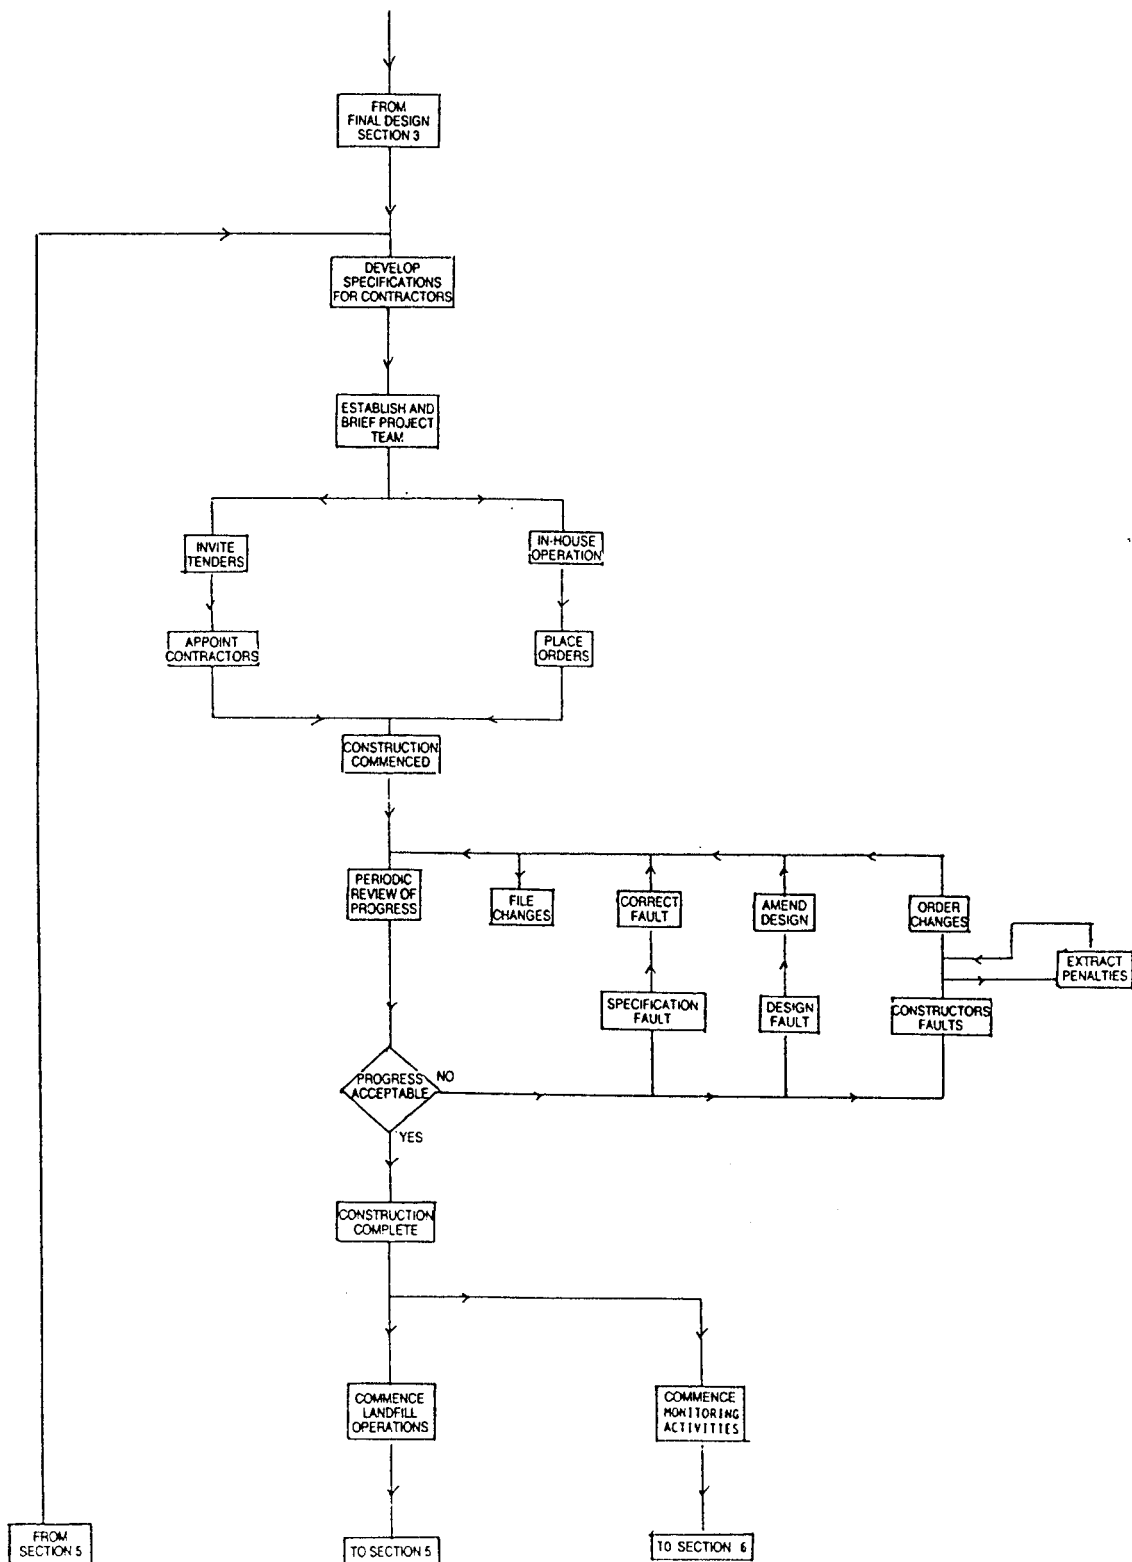 FROM
FINAL DESIGN
SECTION 3
DEVELOP
SPECIFICATIONS
FOR CONTRACTORS
ESTABLISH AND
BRIEF PROJECT
TEAM
INVITE
TENDERS
IN-HOUSE
OPERATION
APPOINT
CONTRACTORS
PLACE
ORDERS
CONSTRUCTION
COMMENCED
PERIODIC
REVIEW OF
PROGRESS
FILE
CHANGES
CORRECT
FAULT
AMEND
DESIGN
ORDER
CHANGES
EXTRACT
PENALTIES
SPECIFICATION
FAULT
DESIGN
FAULT
CONSTRUCTORS
FAULTS
PROGRESS
ACCEPTABLE
NO
YES
CONSTRUCTION
COMPLETE
COMMENCE
LANDFILL
OPERATIONS
COMMENCE
MONITORING
ACTIVITIES
FROM
SECTION 5
TO SECTION 5
TO SECTION 6